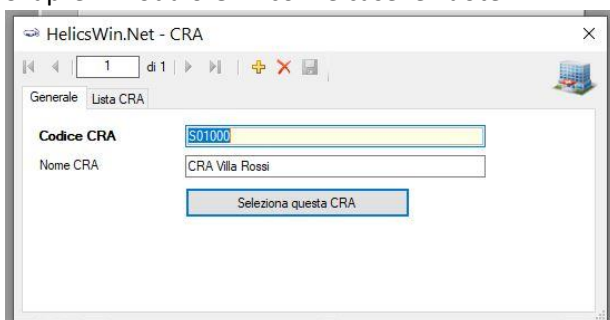 HelicsWin.Net - CRA
1 di 1
Generale Lista CRA
Codice CRA S01000
Nome CRA CRA Villa Rossi
Seleziona questa CRA